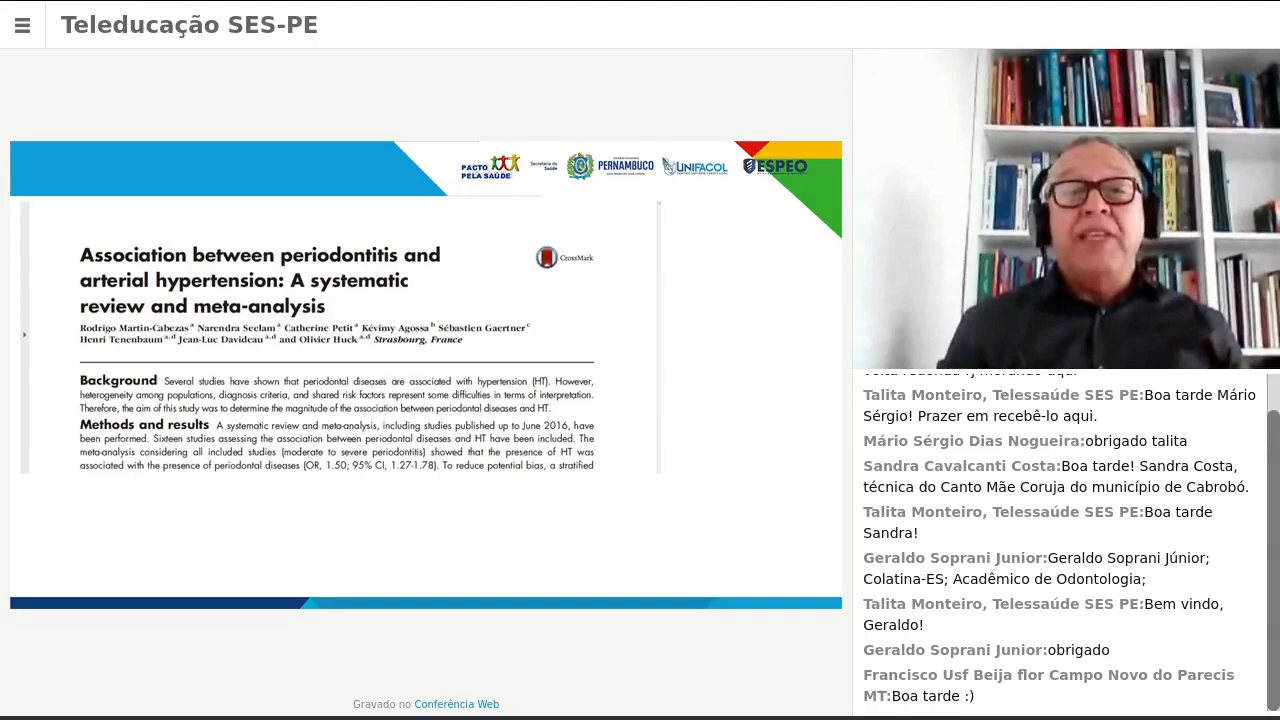 Teleducação SES-PE
PACTO
PELA SAÚDE
Secretaria de
Saúde
PERNAMBUCO
UNIFACOL
ESPEO
Association between periodontitis and
arterial hypertension: A systematic
review and meta-analysis
CrossMark
Rodrigo Martin-Cabezas a Narendra Seelam a Catherine Petit a Kévimy Agossa b Sébastien Gaertner c
Henri Tenenbaum a,d Jean-Luc Davideau a,d and Olivier Huck a,d Strasbourg, France
Background Several studies have shown that periodontal diseases are associated with hypertension (HT). However,
heterogeneity among populations, diagnosis criteria, and shared risk factors represent some difficulties in terms of interpretation.
Therefore, the aim of this study was to determine the magnitude of the association between periodontal diseases and HT.
Methods and results A systematic review and meta-analysis, including studies published up to June 2016, have
been performed. Sixteen studies assessing the association between periodontal diseases and HT have been included. The
meta-analysis considering all included studies (moderate to severe periodontitis) showed that the presence of HT was
associated with the presence of periodontal diseases (OR, 1.50; 95% CI, 1.27-1.78). To reduce potential bias, a stratified
Gravado no Conferência Web
Talita Monteiro, Telessaúde SES PE:Boa tarde Mário
Sérgio! Prazer em recebê-lo aqui.
Mário Sérgio Dias Nogueira:obrigado talita
Sandra Cavalcanti Costa:Boa tarde! Sandra Costa,
técnica do Canto Mãe Coruja do município de Cabrobó.
Talita Monteiro, Telessaúde SES PE:Boa tarde
Sandra!
Geraldo Soprani Junior:Geraldo Soprani Júnior;
Colatina-ES; Acadêmico de Odontologia;
Talita Monteiro, Telessaúde SES PE:Bem vindo,
Geraldo!
Geraldo Soprani Junior:obrigado
Francisco Usf Beija flor Campo Novo do Parecis
MT:Boa tarde :)